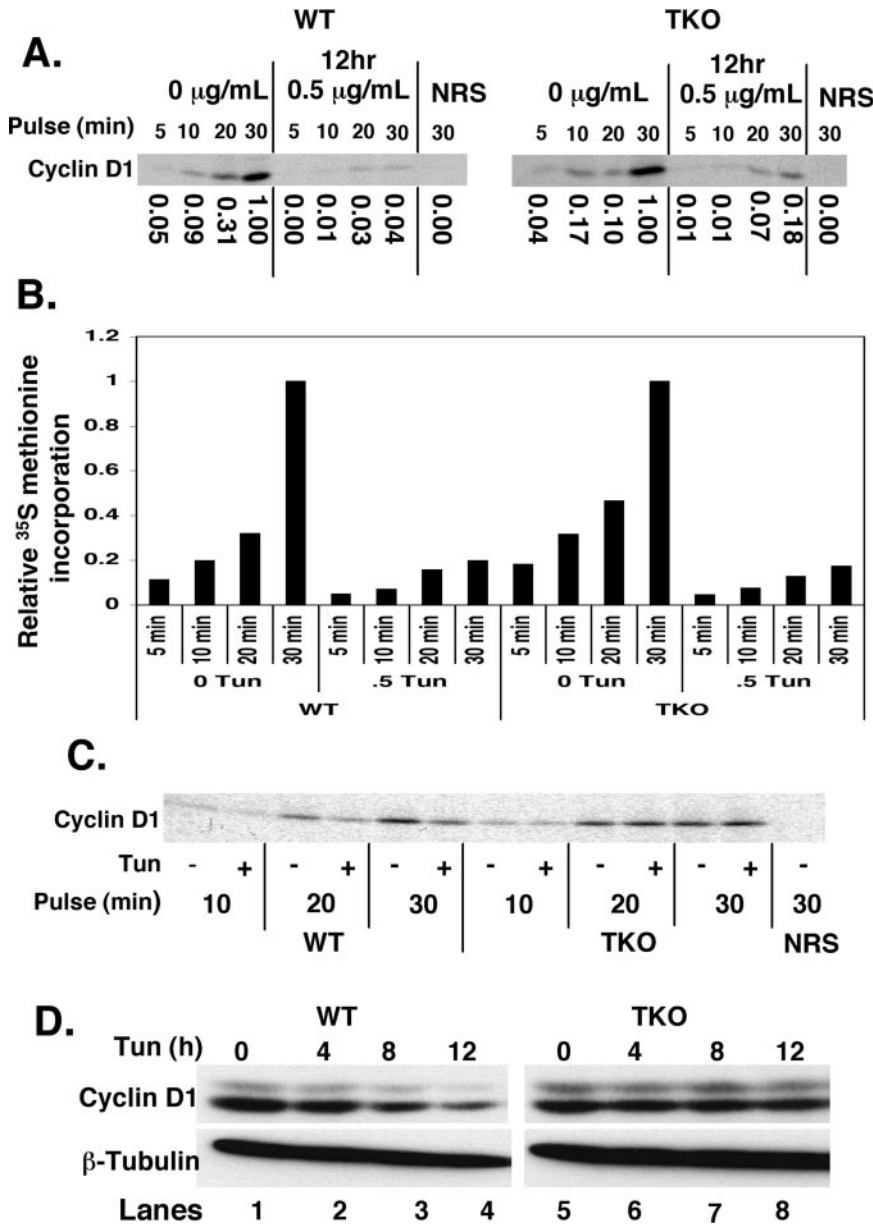 WT TKO
A.
12hr 12hr
0 μg/mL 0.5 μg/mL NRS 0 μg/mL 0.5 μg/mL NRS
Pulse (min) 5 10 20 30 5 10 20 30 30 5 10 20 30 5 10 20 30 30
Cyclin D1
0.05 0.09 0.31 1.00 0.00 0.01 0.03 0.04 0.00 0.04 0.17 0.10 1.00 0.01 0.01 0.07 0.18 0.00
B.
Relative ³⁵S methionine
incorporation
1.2
1
0.8
0.6
0.4
0.2
0
5 min 10 min 20 min 30 min 5 min 10 min 20 min 30 min 5 min 10 min 20 min 30 min 5 min 10 min 20 min 30 min
0 Tun .5 Tun 0 Tun .5 Tun
WT TKO
C.
Cyclin D1
Tun - + - + - + - + - + - + -
Pulse (min) 10 20 30 10 20 30 30
WT TKO NRS
D.
WT TKO
Tun (h) 0 4 8 12 0 4 8 12
Cyclin D1
β-Tubulin
Lanes 1 2 3 4 5 6 7 8